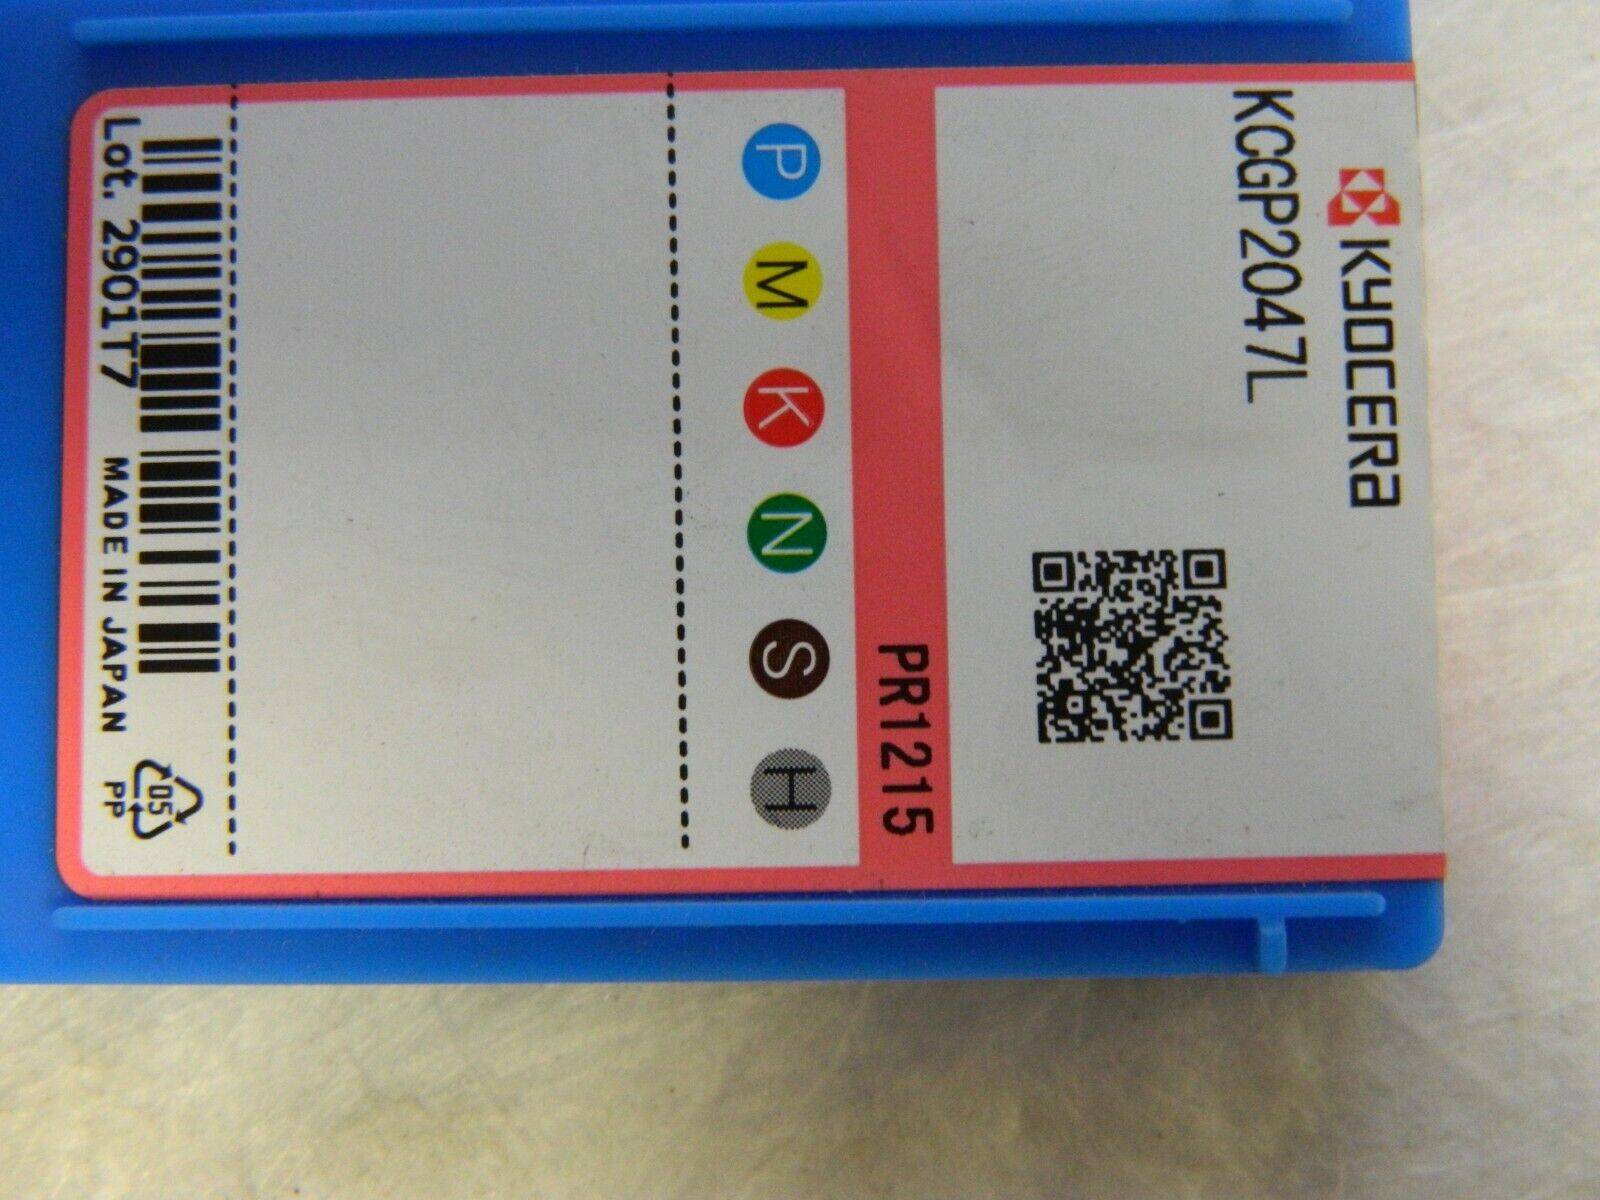 KYOCERA
KCGP2047L
PR1215
P M K N S H
Lot. 2901T7 MADE IN JAPAN
05
PP